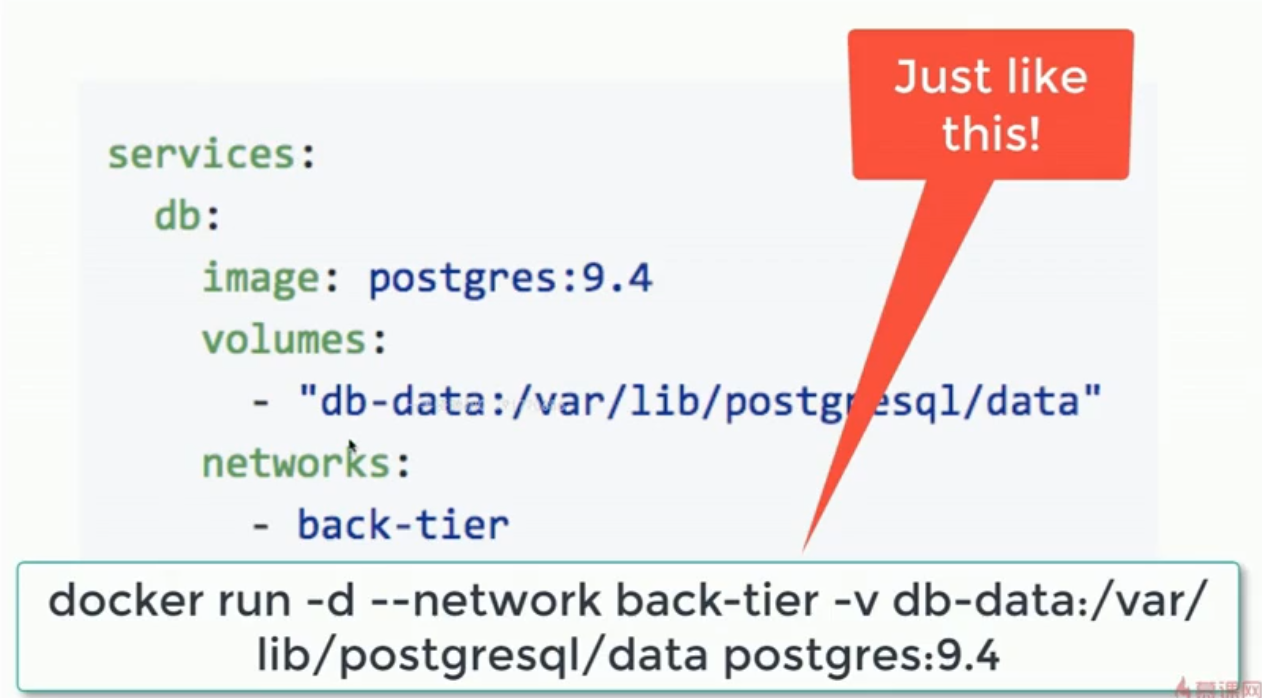 Just like
this!
services:
  db:
    image: postgres:9.4
    volumes:
      - "db-data:/var/lib/postgresql/data"
    networks:
      - back-tier
docker run -d --network back-tier -v db-data:/var/
lib/postgresql/data postgres:9.4
慕课网